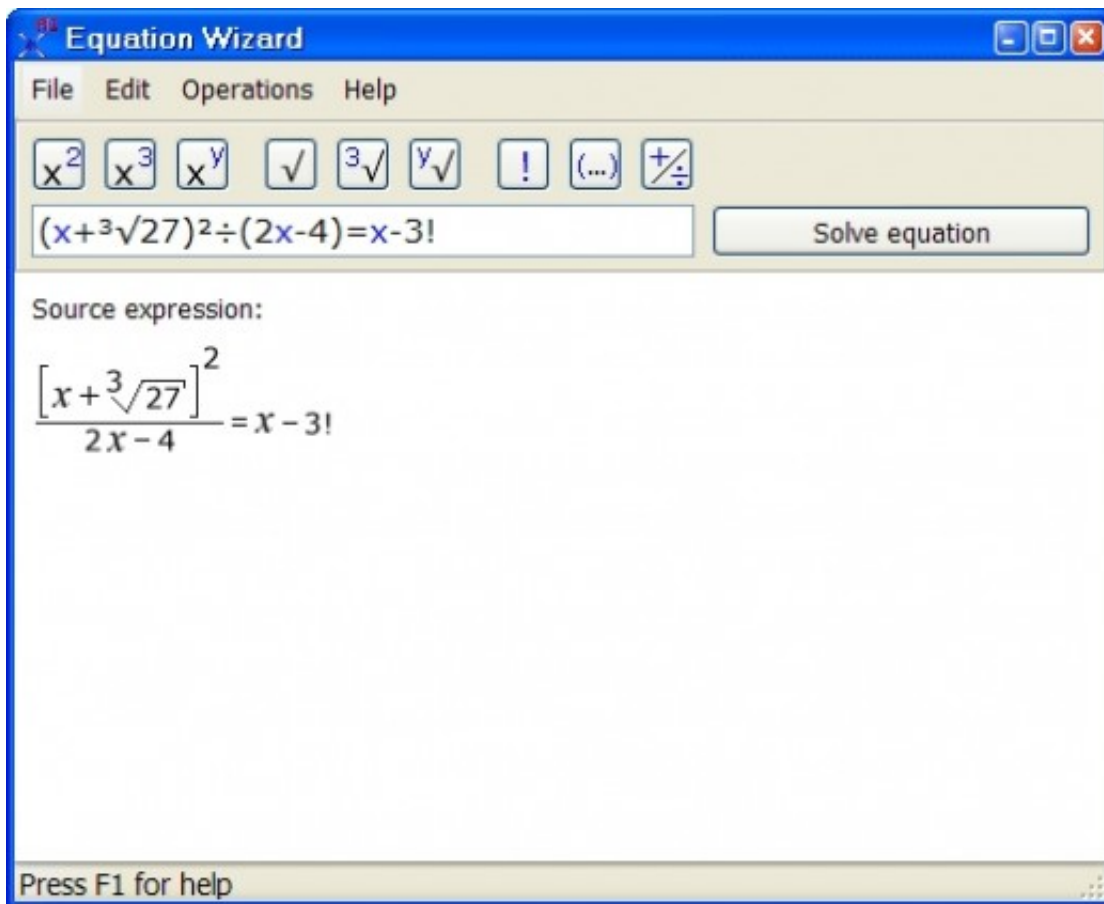 Equation Wizard
File Edit Operations Help
x² x³ xʸ √ ³√ ʸ√ ! (...) +/÷
(x+³√27)²÷(2x-4)=x-3! Solve equation
Source expression:
[x+³√27]²
2x-4 =x-3!
Press F1 for help